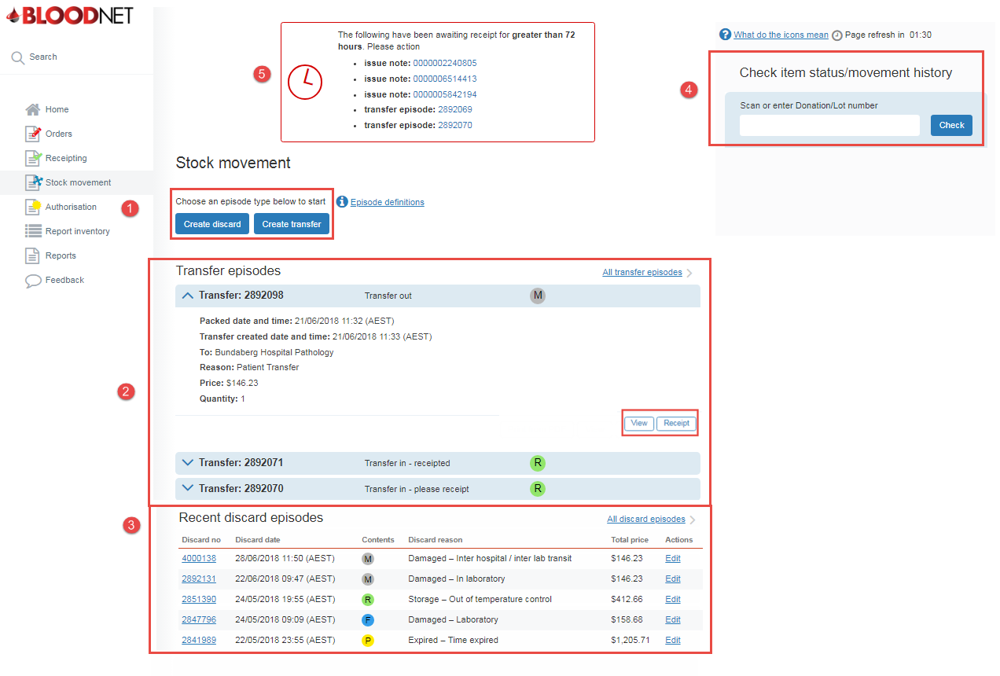 BLOODNET
Search
Home
Orders
Receipting
Stock movement
Authorisation
Report inventory
Reports
Feedback
1
5
The following have been awaiting receipt for greater than 72
hours. Please action
• issue note: 0000002240805
• issue note: 0000006514413
• issue note: 0000005842194
• transfer episode: 2892069
• transfer episode: 2892070
? What do the icons mean Page refresh in 01:30
4
Check item status/movement history
Scan or enter Donation/Lot number
Check
Stock movement
Choose an episode type below to start
i Episode definitions
Create discard Create transfer
2
Transfer episodes All transfer episodes
Transfer: 2892098 Transfer out M
Packed date and time: 21/06/2018 11:32 (AEST)
Transfer created date and time: 21/06/2018 11:33 (AEST)
To: Bundaberg Hospital Pathology
Reason: Patient Transfer
Price: $146.23
Quantity: 1
View Receipt
Transfer: 2892071 Transfer in - receipted R
Transfer: 2892070 Transfer in - please receipt R
3
Recent discard episodes All discard episodes
Discard no Discard date Contents Discard reason Total price Actions
4000138 28/06/2018 11:50 (AEST) M Damaged – Inter hospital / inter lab transit $146.23 Edit
2892131 22/06/2018 09:47 (AEST) M Damaged – In laboratory $146.23 Edit
2851390 24/05/2018 19:55 (AEST) R Storage – Out of temperature control $412.66 Edit
2847796 24/05/2018 09:09 (AEST) F Damaged – Laboratory $158.68 Edit
2841989 22/05/2018 23:55 (AEST) P Expired – Time expired $1,205.71 Edit